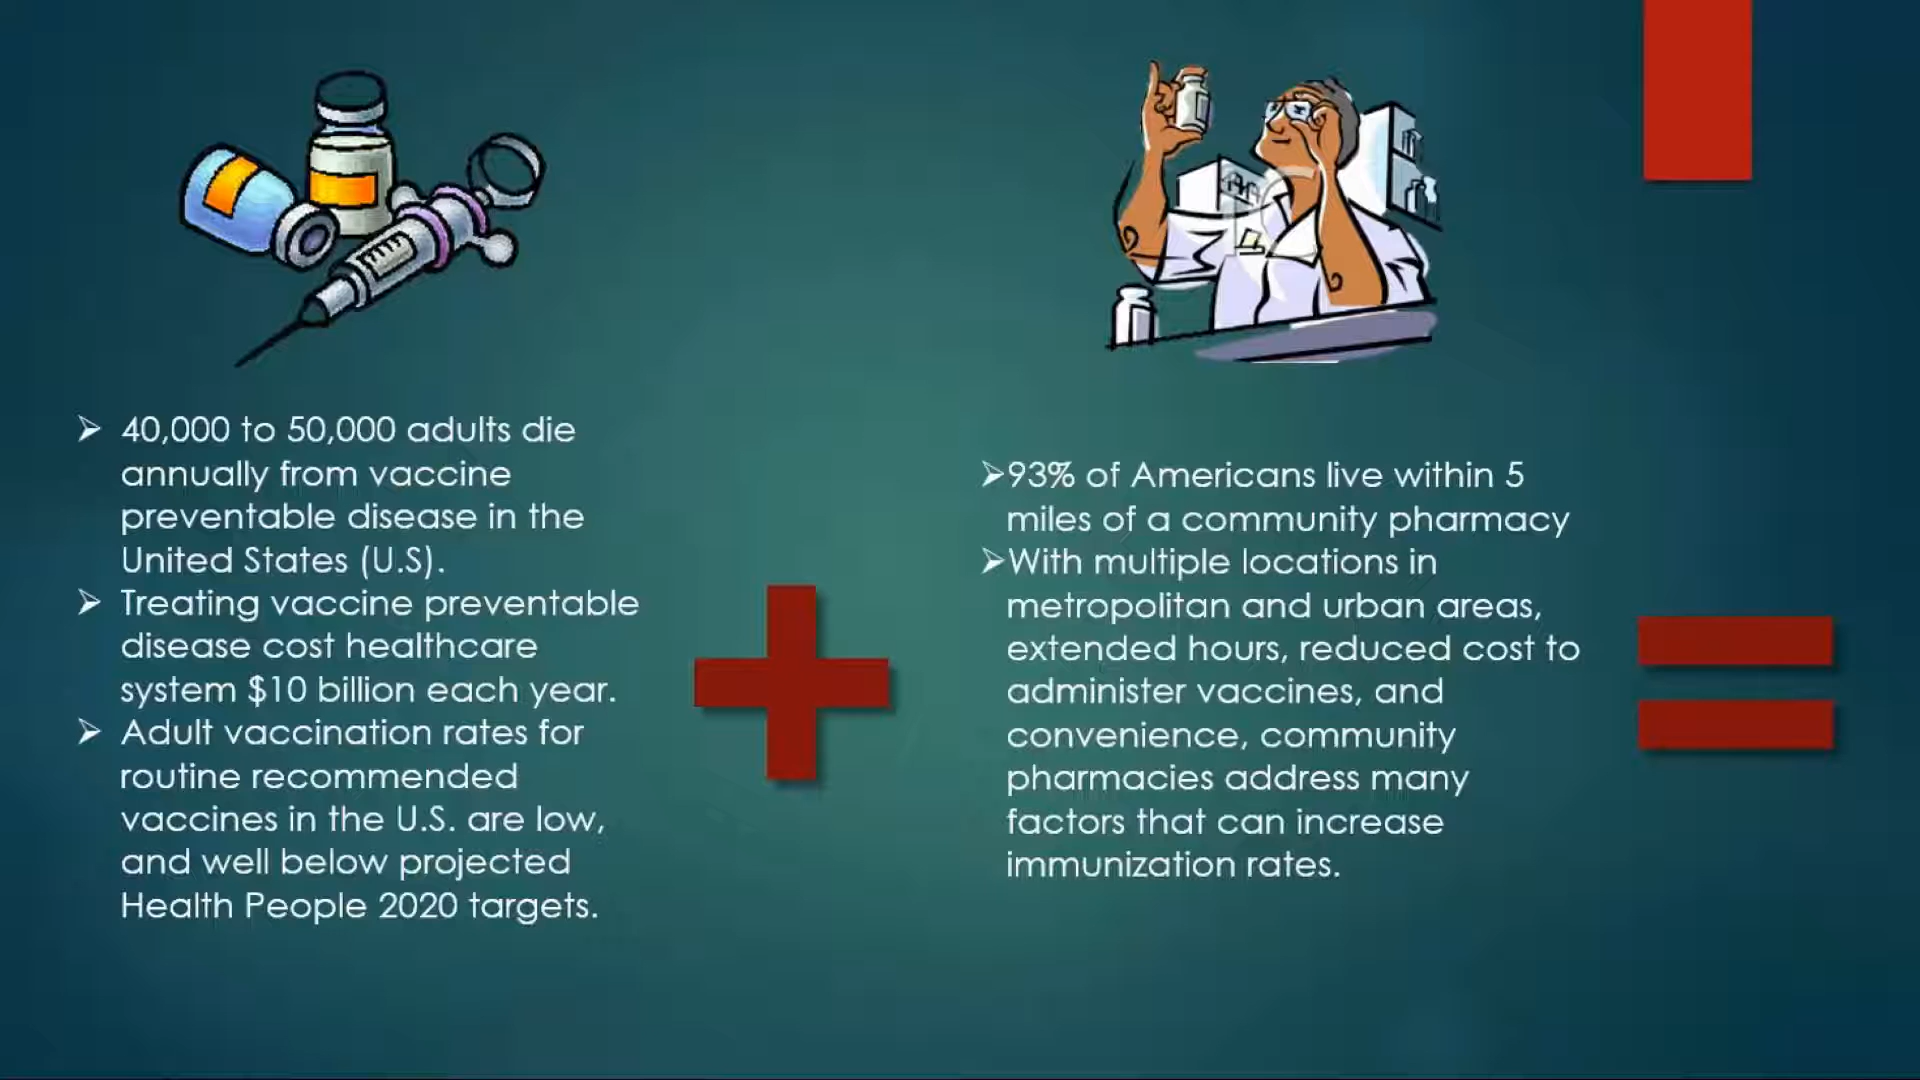 40,000 to 50,000 adults die
annually from vaccine
preventable disease in the
United States (U.S).
Treating vaccine preventable
disease cost healthcare
system $10 billion each year.
Adult vaccination rates for
routine recommended
vaccines in the U.S. are low,
and well below projected
Health People 2020 targets.
93% of Americans live within 5
miles of a community pharmacy
With multiple locations in
metropolitan and urban areas,
extended hours, reduced cost to
administer vaccines, and
convenience, community
pharmacies address many
factors that can increase
immunization rates.